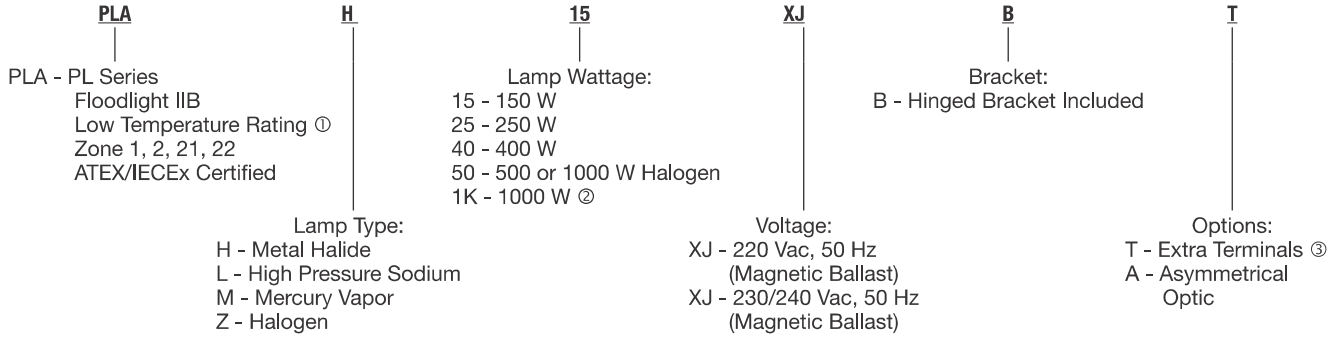 PLA H 15 XJ B T
PLA - PL Series
Floodlight IIB
Low Temperature Rating ①
Zone 1, 2, 21, 22
ATEX/IECEx Certified
Lamp Wattage:
15 - 150 W
25 - 250 W
40 - 400 W
50 - 500 or 1000 W Halogen
1K - 1000 W ②
Bracket:
B - Hinged Bracket Included
Lamp Type:
H - Metal Halide
L - High Pressure Sodium
M - Mercury Vapor
Z - Halogen
Voltage:
XJ - 220 Vac, 50 Hz
(Magnetic Ballast)
XJ - 230/240 Vac, 50 Hz
(Magnetic Ballast)
Options:
T - Extra Terminals ③
A - Asymmetrical
Optic